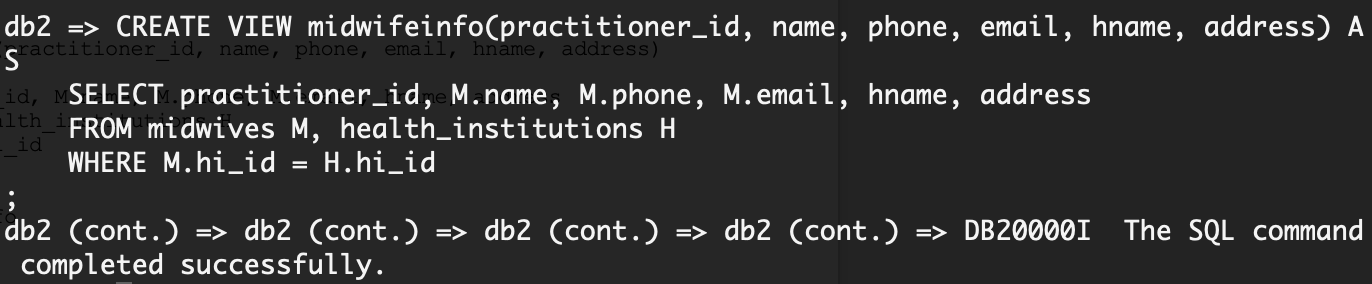 db2 => CREATE VIEW midwifeinfo(practitioner_id, name, phone, email, hname, address) A
S
    SELECT practitioner_id, M.name, M.phone, M.email, hname, address
    FROM midwives M, health_institutions H
    WHERE M.hi_id = H.hi_id
;
db2 (cont.) => db2 (cont.) => db2 (cont.) => db2 (cont.) => DB20000I  The SQL command
 completed successfully.